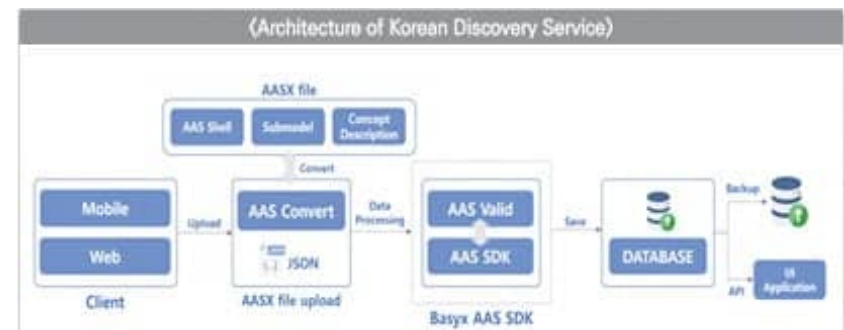 〈Architecture of Korean Discovery Service〉
AASX file
AAS Shell
Submodel
Concept
Description
Convert
Mobile
Web
Client
Upload
AAS Convert
JSON
AASX file upload
Data
Processing
AAS Valid
AAS SDK
Basyx AAS SDK
Save
DATABASE
Backup
API
UI
Application